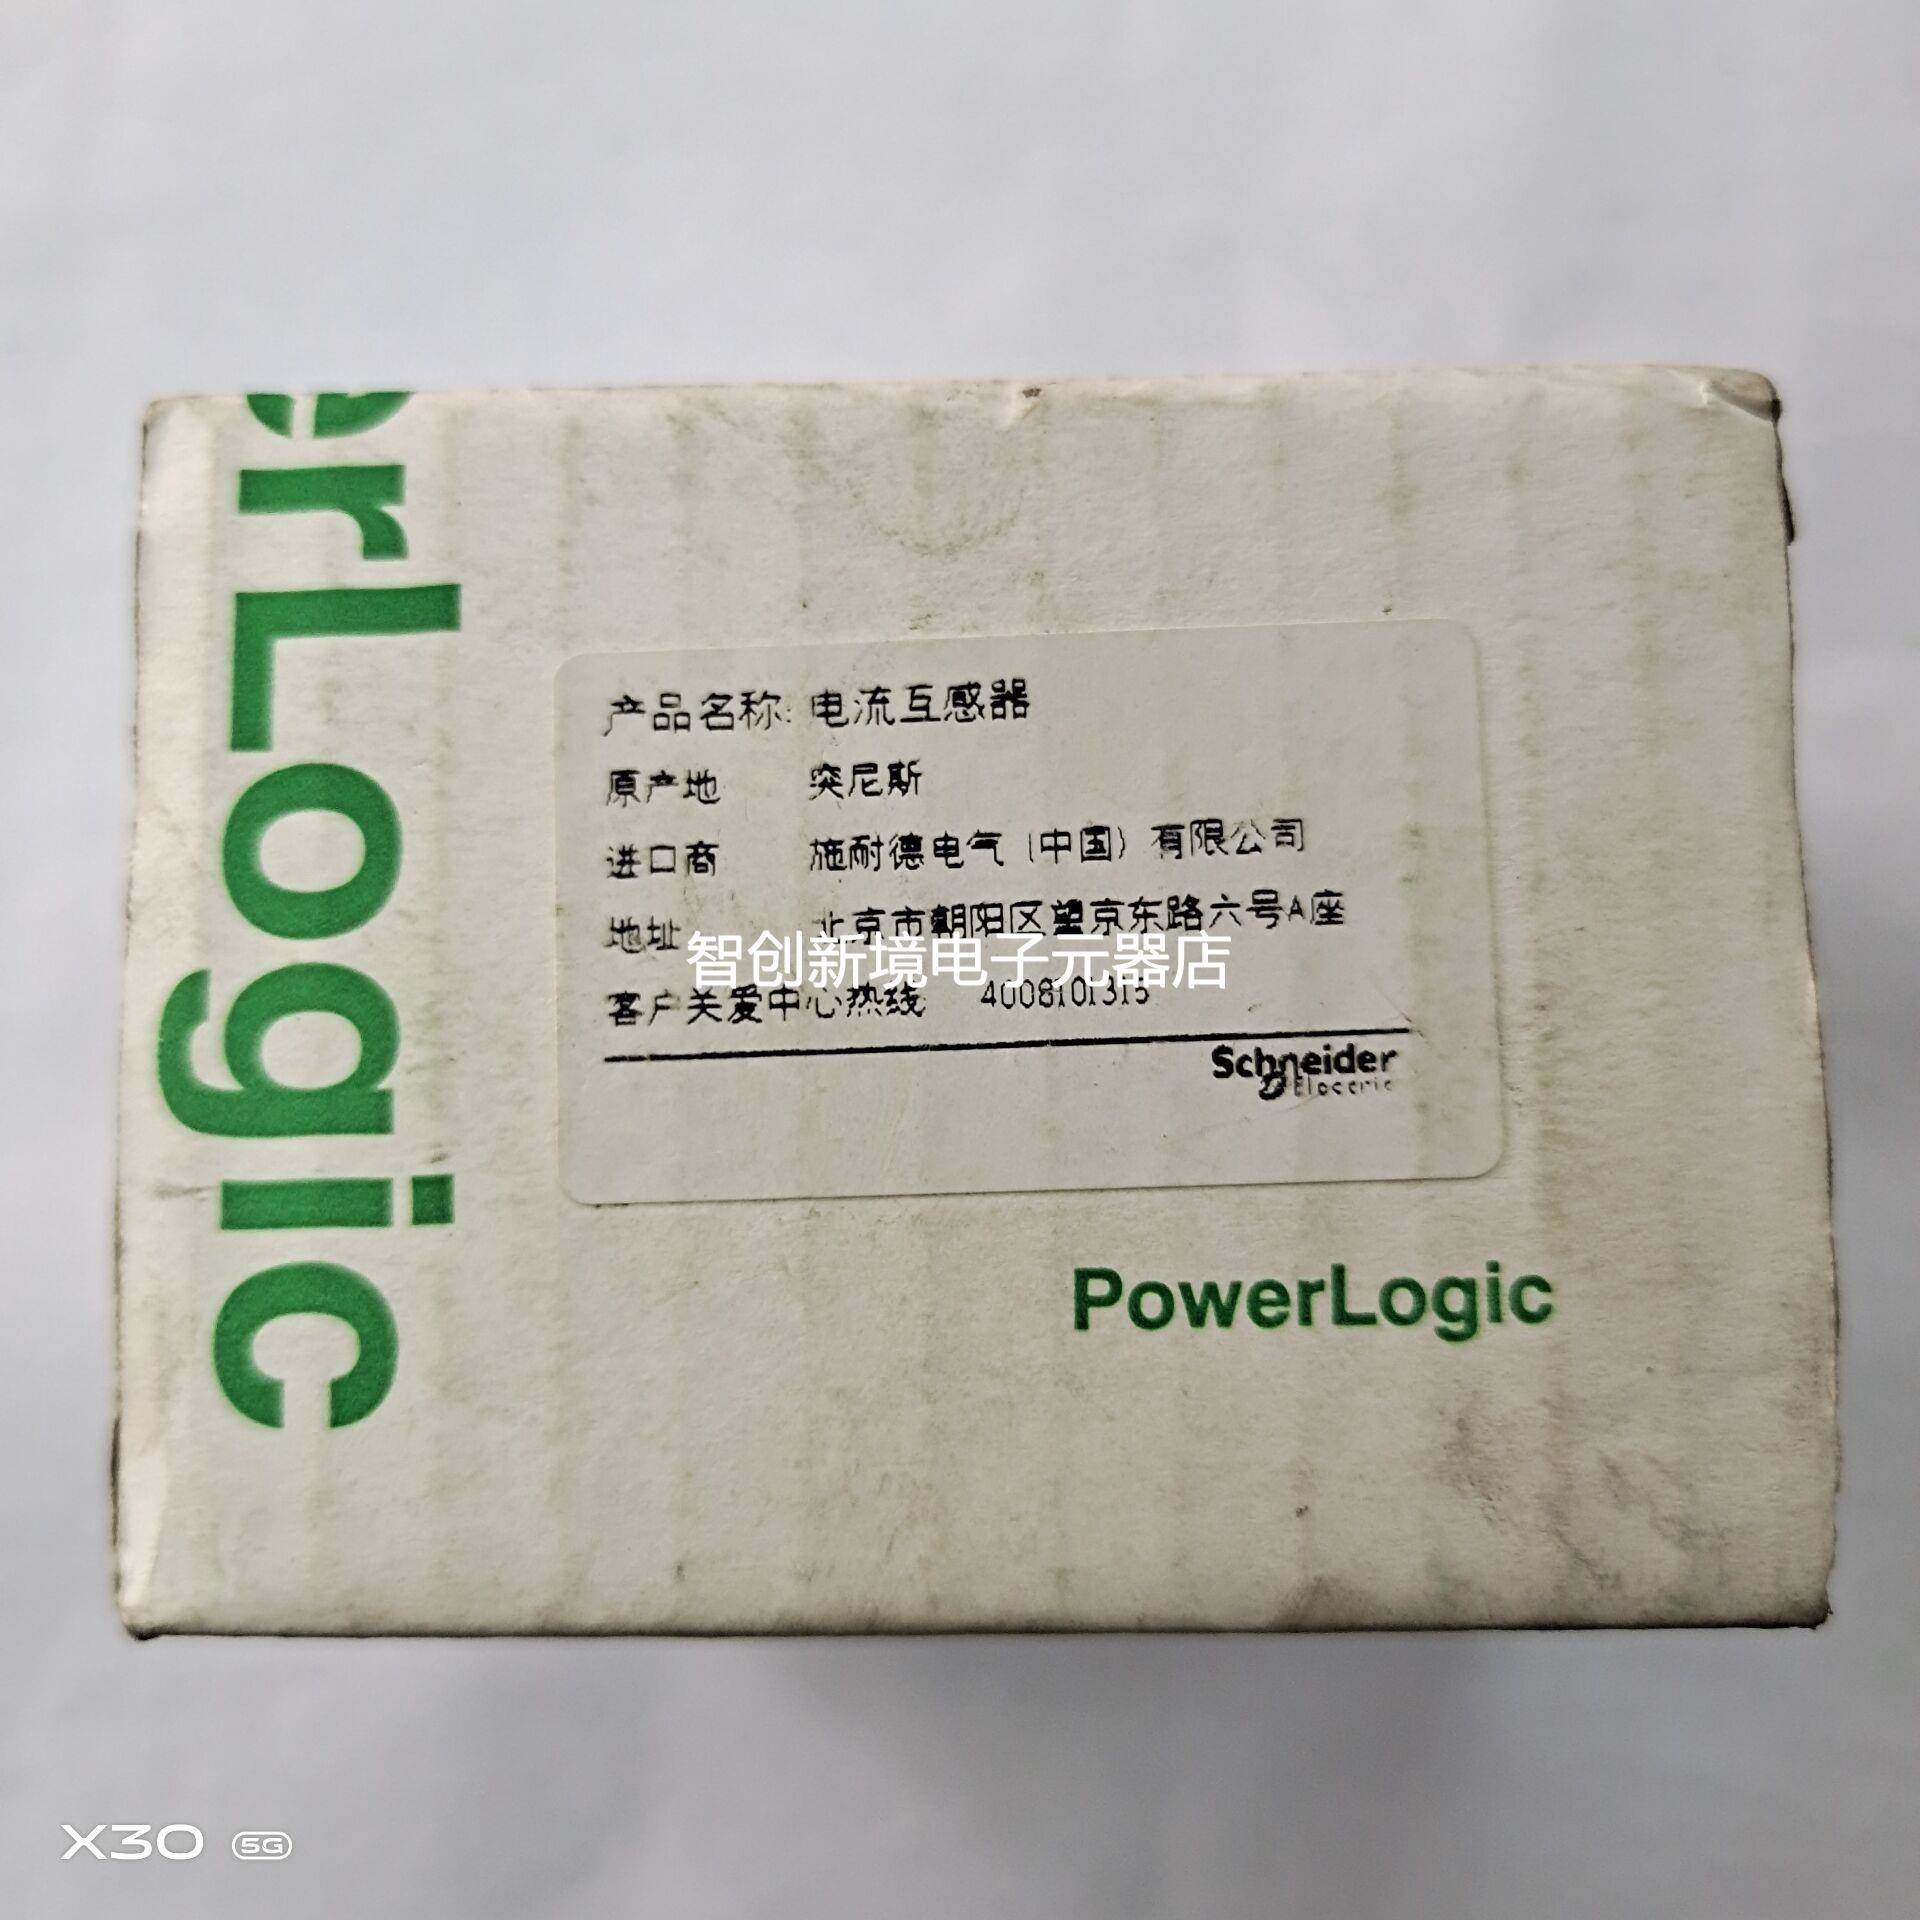 erLogic
产品名称: 电流互感器
原产地 突尼斯
进口商 施耐德电气(中国)有限公司
地址 北京市朝阳区望京东路六号A座
智创新境电子元器店
客户关爱中心热线 4008101315
Schneider
Electric
PowerLogic
X30 5G